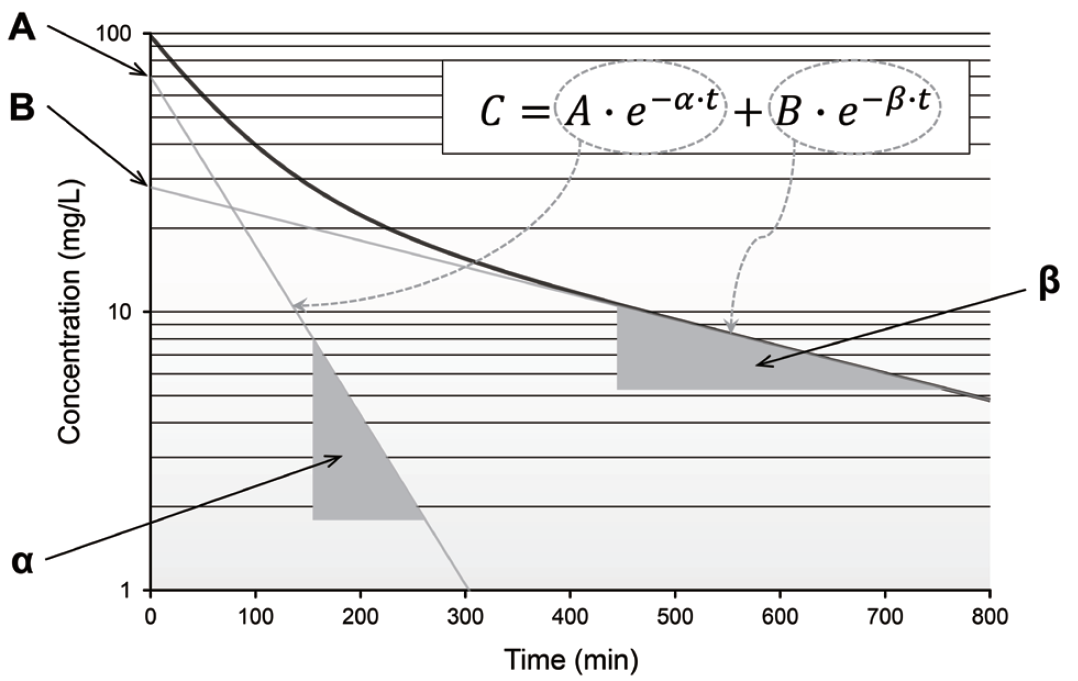 A
B
100
C = A · e^{-α·t} + B · e^{-β·t}
β
10
Concentration (mg/L)
α
1
0 100 200 300 400 500 600 700 800
Time (min)